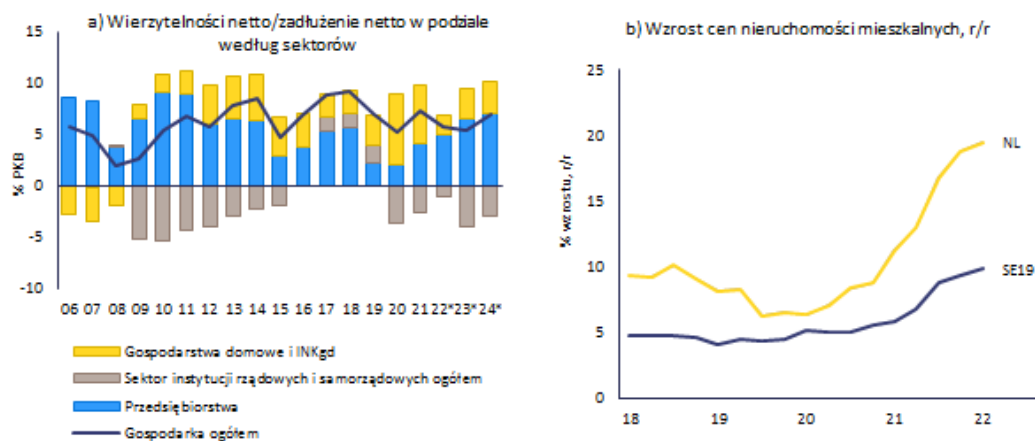 a) Wierzytelności netto/zadłużenie netto w podziale
według sektorów
% PKB
15
10
5
0
-5
-10
06 07 08 09 10 11 12 13 14 15 16 17 18 19 20 21 22* 23* 24*
Gospodarstwa domowe i INKgd
Sektor instytucji rządowych i samorządowych ogółem
Przedsiębiorstwa
Gospodarka ogółem
b) Wzrost cen nieruchomości mieszkalnych, r/r
% wzrostu, r/r
25
20
15
10
5
0
NL
SE19
18 19 20 21 22